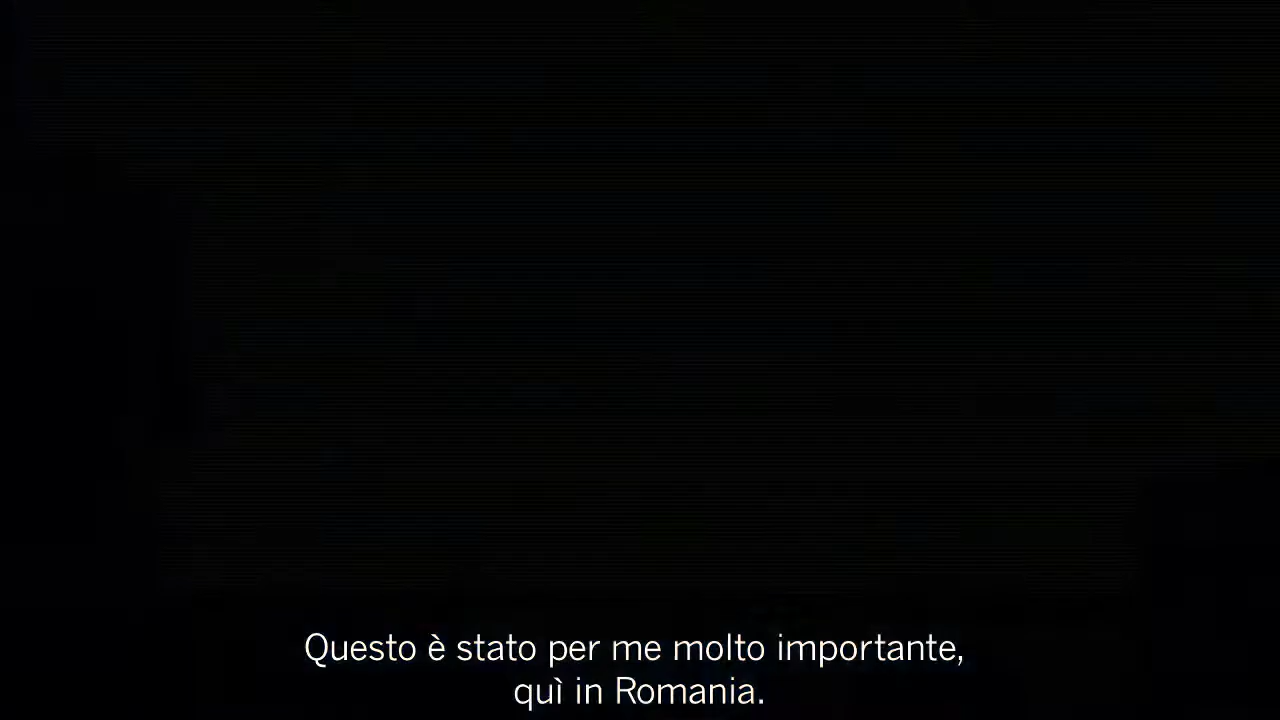 Questo è stato per me molto importante,
quì in Romania.